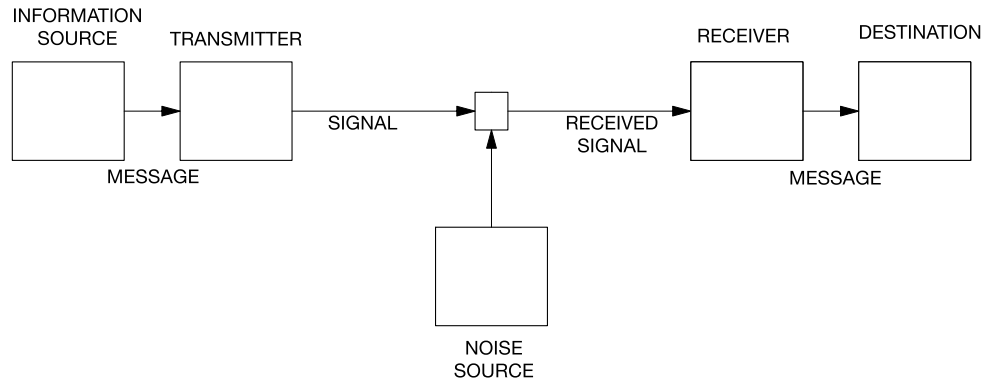 INFORMATION
SOURCE
TRANSMITTER
RECEIVER
DESTINATION
SIGNAL
RECEIVED
SIGNAL
MESSAGE
MESSAGE
NOISE
SOURCE